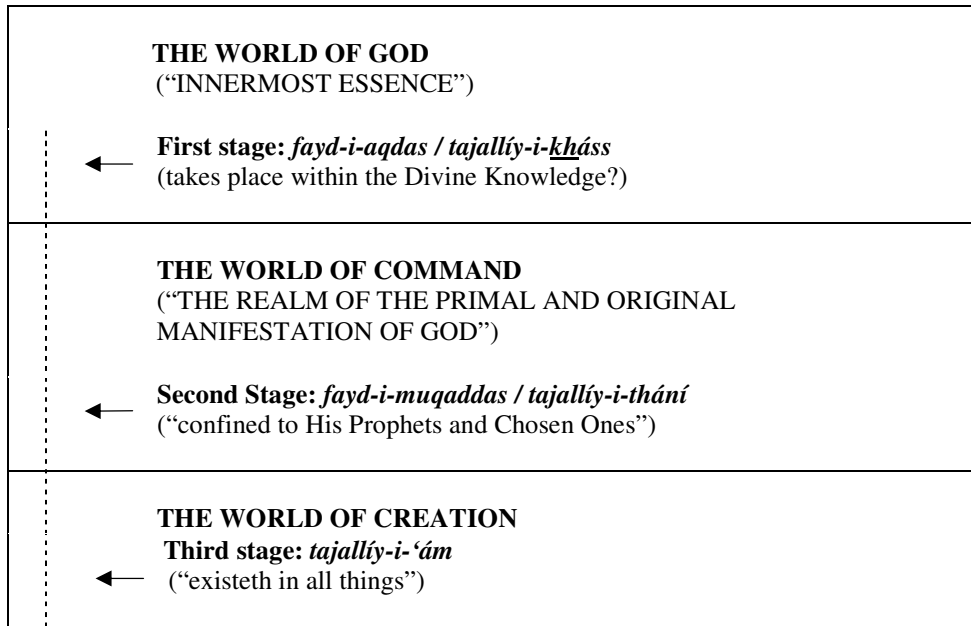 THE WORLD OF GOD
(“INNERMOST ESSENCE”)
First stage: fayd-i-aqdas / tajallíy-i-kháss
(takes place within the Divine Knowledge?)
THE WORLD OF COMMAND
(“THE REALM OF THE PRIMAL AND ORIGINAL
MANIFESTATION OF GOD”)
Second Stage: fayd-i-muqaddas / tajallíy-i-thání
(“confined to His Prophets and Chosen Ones”)
THE WORLD OF CREATION
Third stage: tajallíy-i-‘ám
(“existeth in all things”)